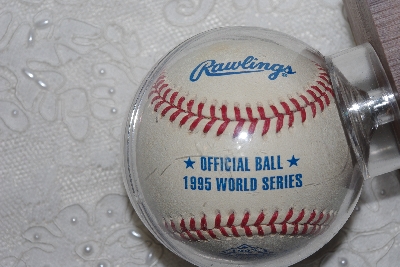 Rawlings
★ OFFICIAL BALL ★
1995 WORLD SERIES